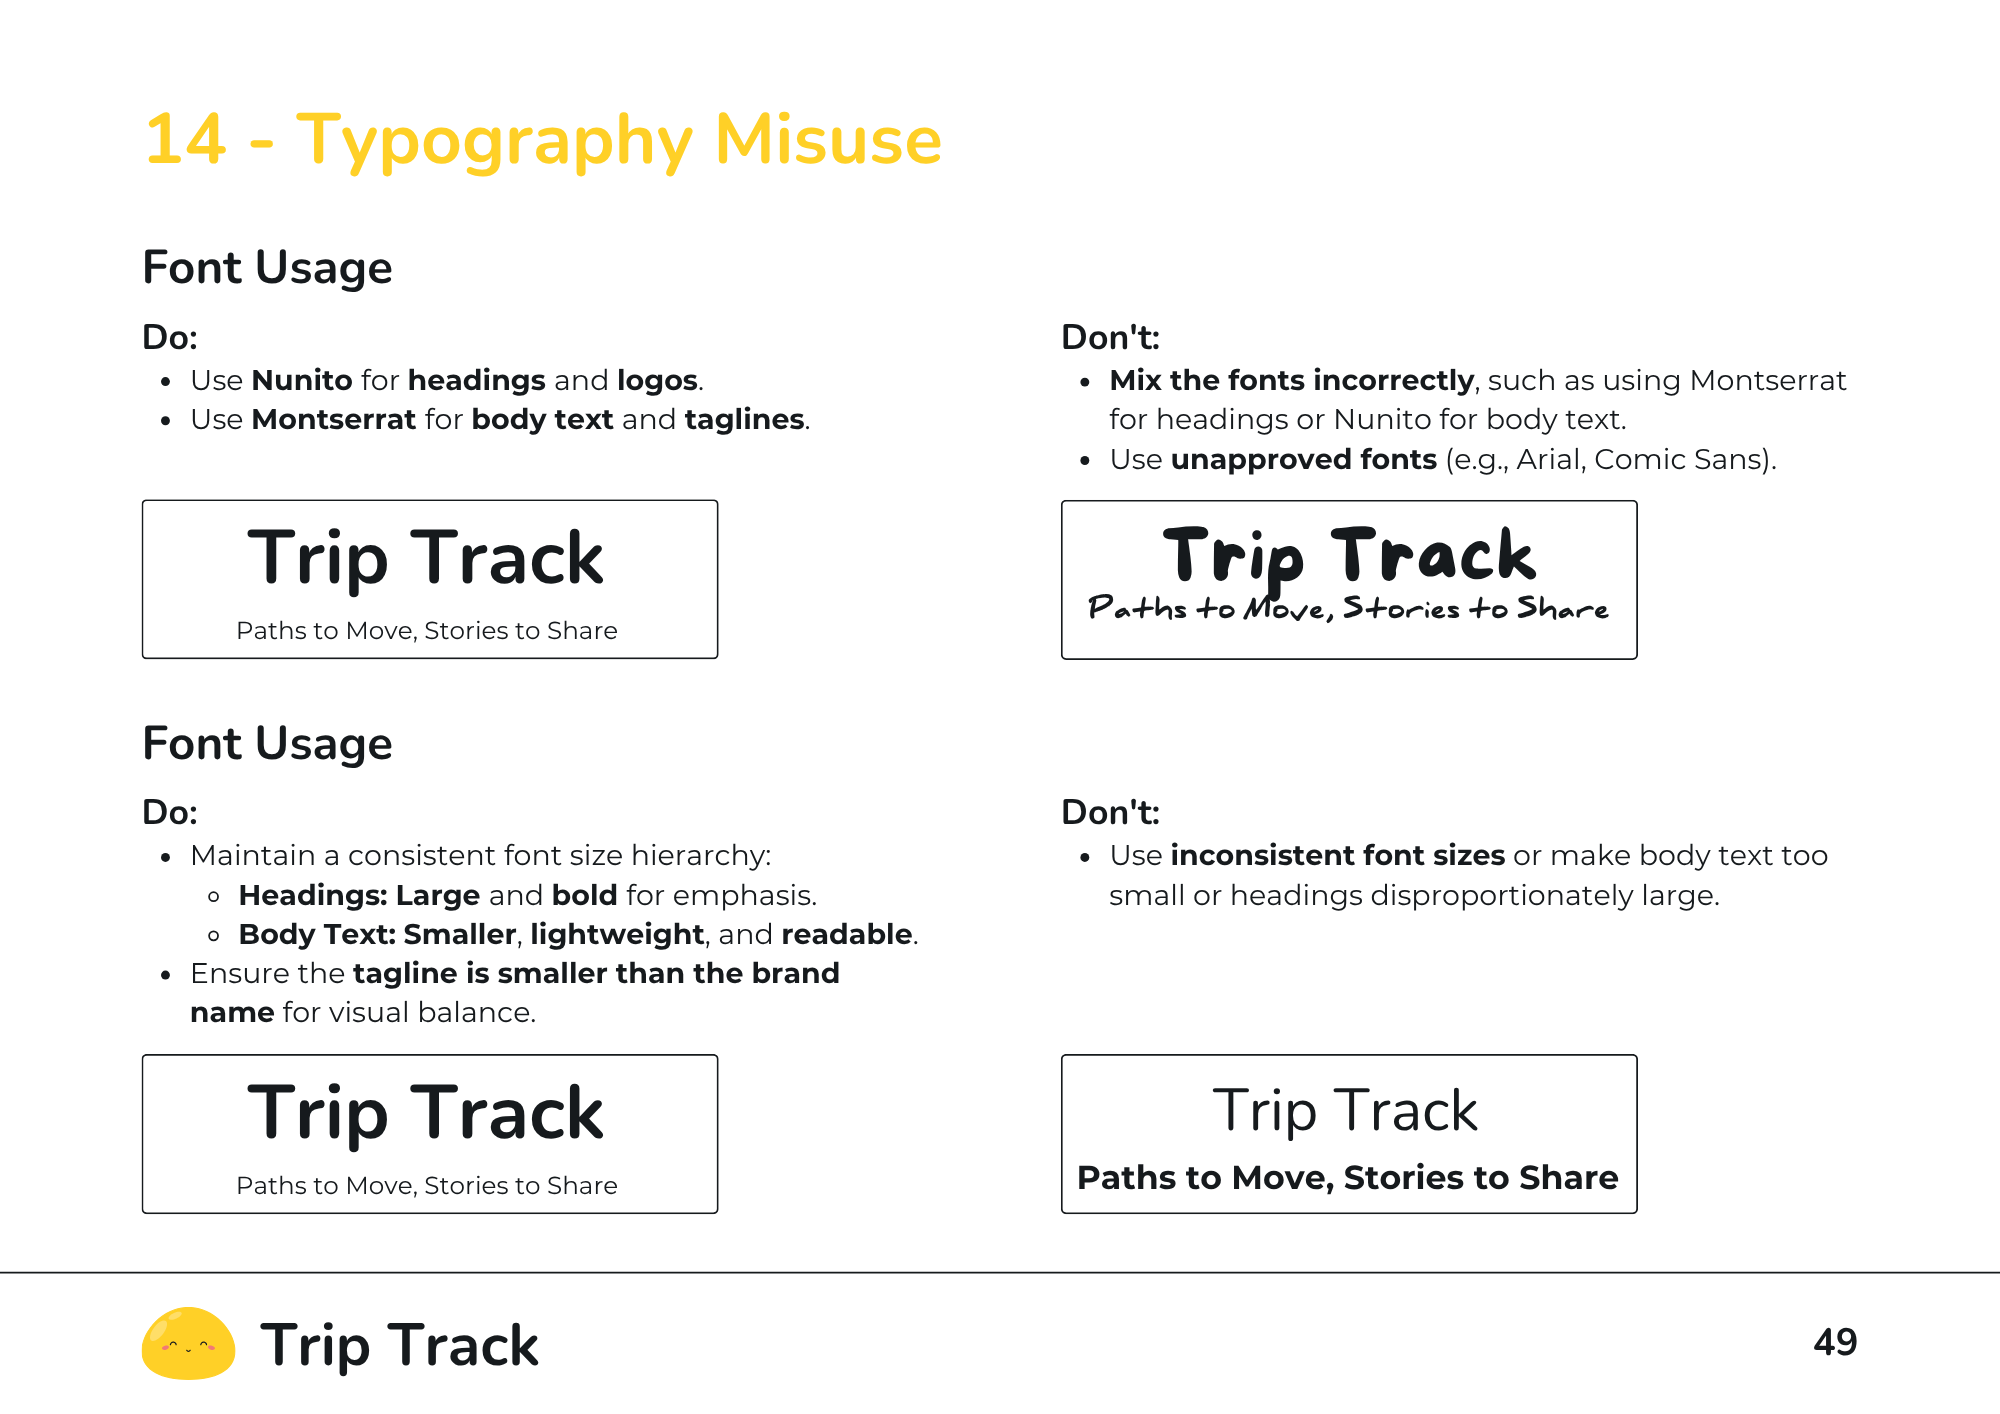 14 - Typography Misuse
Font Usage
Do:
• Use Nunito for headings and logos.
• Use Montserrat for body text and taglines.
Trip Track
Paths to Move, Stories to Share
Don't:
• Mix the fonts incorrectly, such as using Montserrat
for headings or Nunito for body text.
• Use unapproved fonts (e.g., Arial, Comic Sans).
Trip Track
Paths to Move, Stories to Share
Font Usage
Do:
• Maintain a consistent font size hierarchy:
◦ Headings: Large and bold for emphasis.
◦ Body Text: Smaller, lightweight, and readable.
• Ensure the tagline is smaller than the brand
name for visual balance.
Trip Track
Paths to Move, Stories to Share
Don't:
• Use inconsistent font sizes or make body text too
small or headings disproportionately large.
Trip Track
Paths to Move, Stories to Share
Trip Track
49